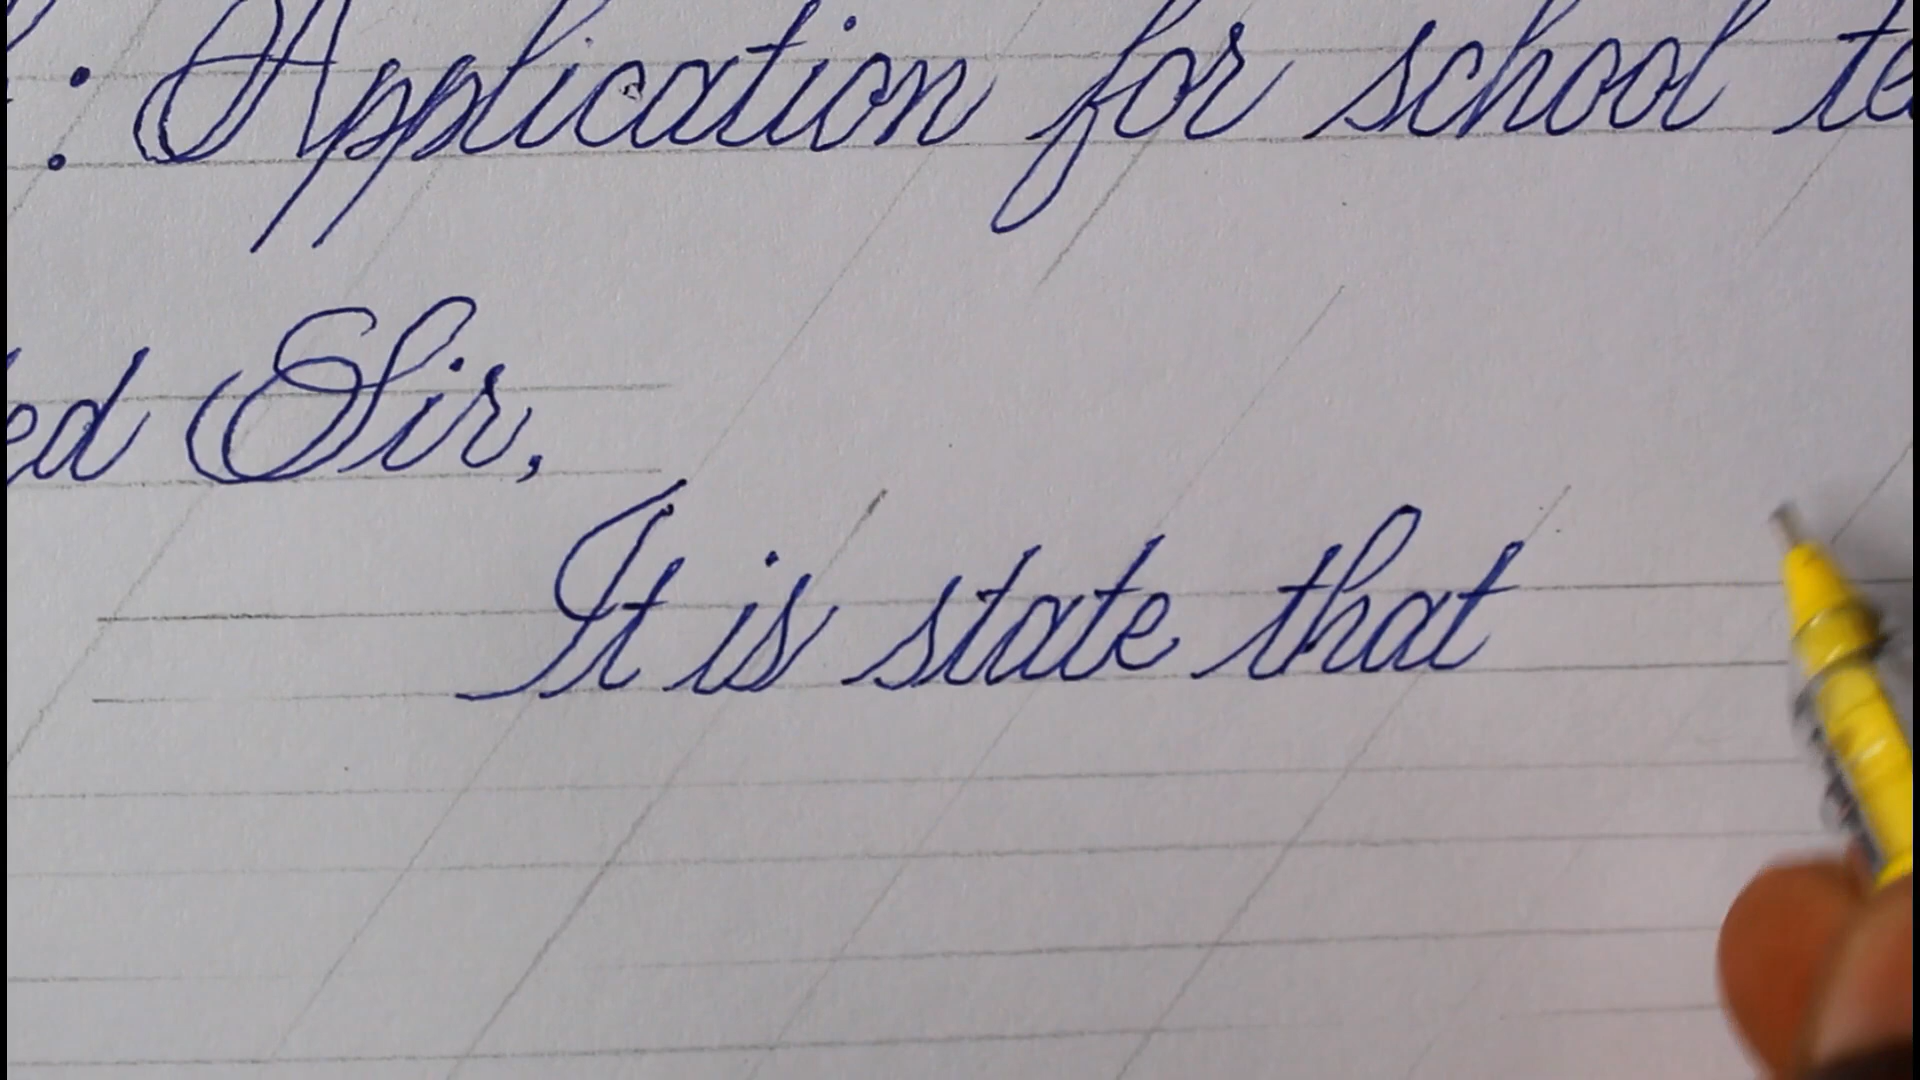 : Application for school te
ed Sir,
It is state that